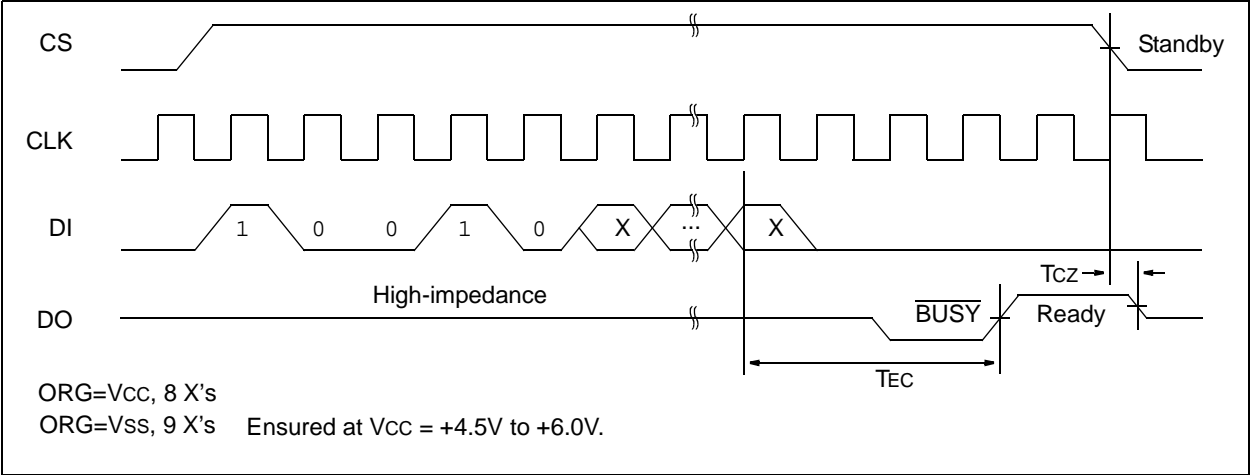 CS
Standby
CLK
DI
1 0 0 1 0 X ... X
TCZ
High-impedance
BUSY
Ready
DO
TEC
ORG=VCC, 8 X's
ORG=VSS, 9 X's Ensured at VCC = +4.5V to +6.0V.